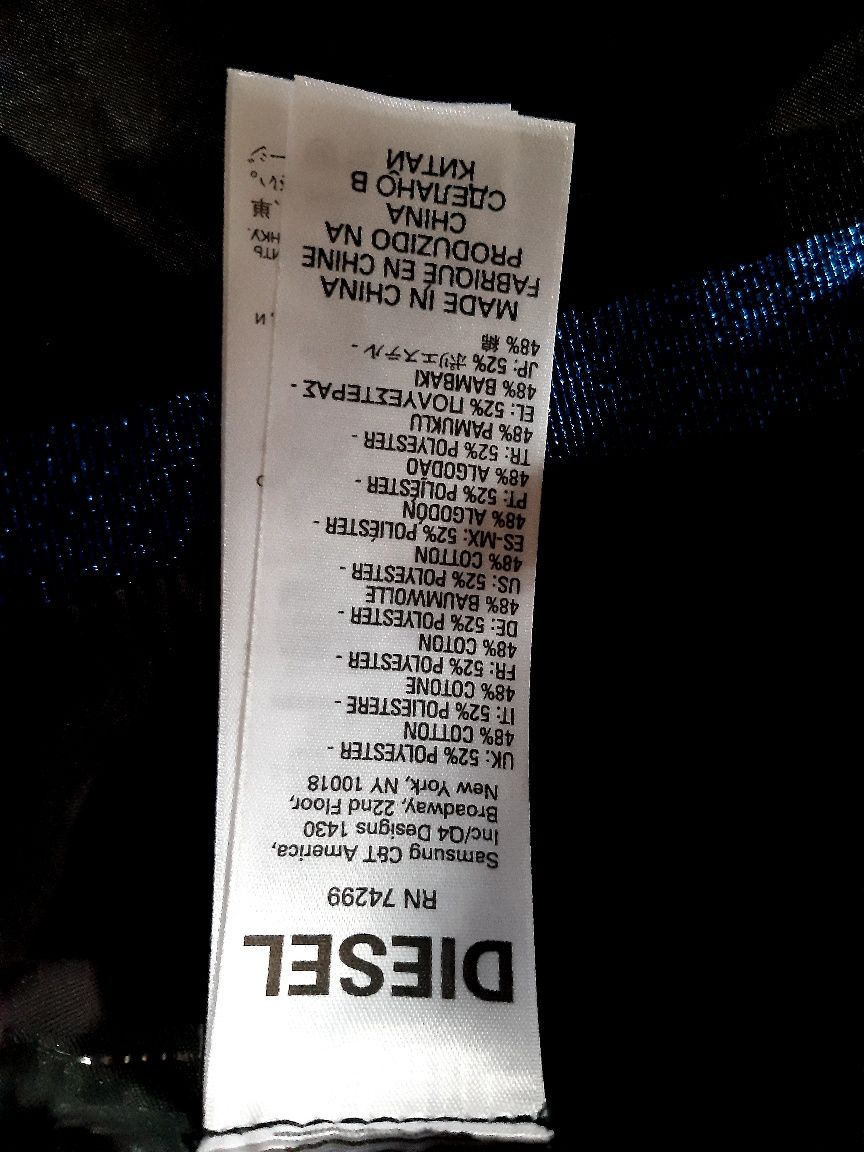 DIESEL
RN 74299
Samsung C&T America,
Inc/Q4 Designs 1430
Broadway, 22nd Floor,
New York, NY 10018
UK: 52% POLYESTER -
48% COTTON
IT: 52% POLIESTERE -
48% COTONE
FR: 52% POLYESTER -
48% COTON
DE: 52% POLYESTER -
48% BAUMWOLLE
US: 52% POLYESTER -
48% COTTON
ES-MX: 52% POLIÉSTER -
48% ALGODÓN
PT: 52% POLIÉSTER -
48% ALGODÃO
TR: 52% POLYESTER -
48% PAMUKLU
EL: 52% ΠΟΛΥΕΣΤΕΡΑΣ -
48% BAMBAKI
JP: 52% ポリエステル -
48% 綿
MADE IN CHINA
FABRIQUÉ EN CHINE
PRODUZIDO NA
CHINA
СДЕЛАНО В
КИТАЙ